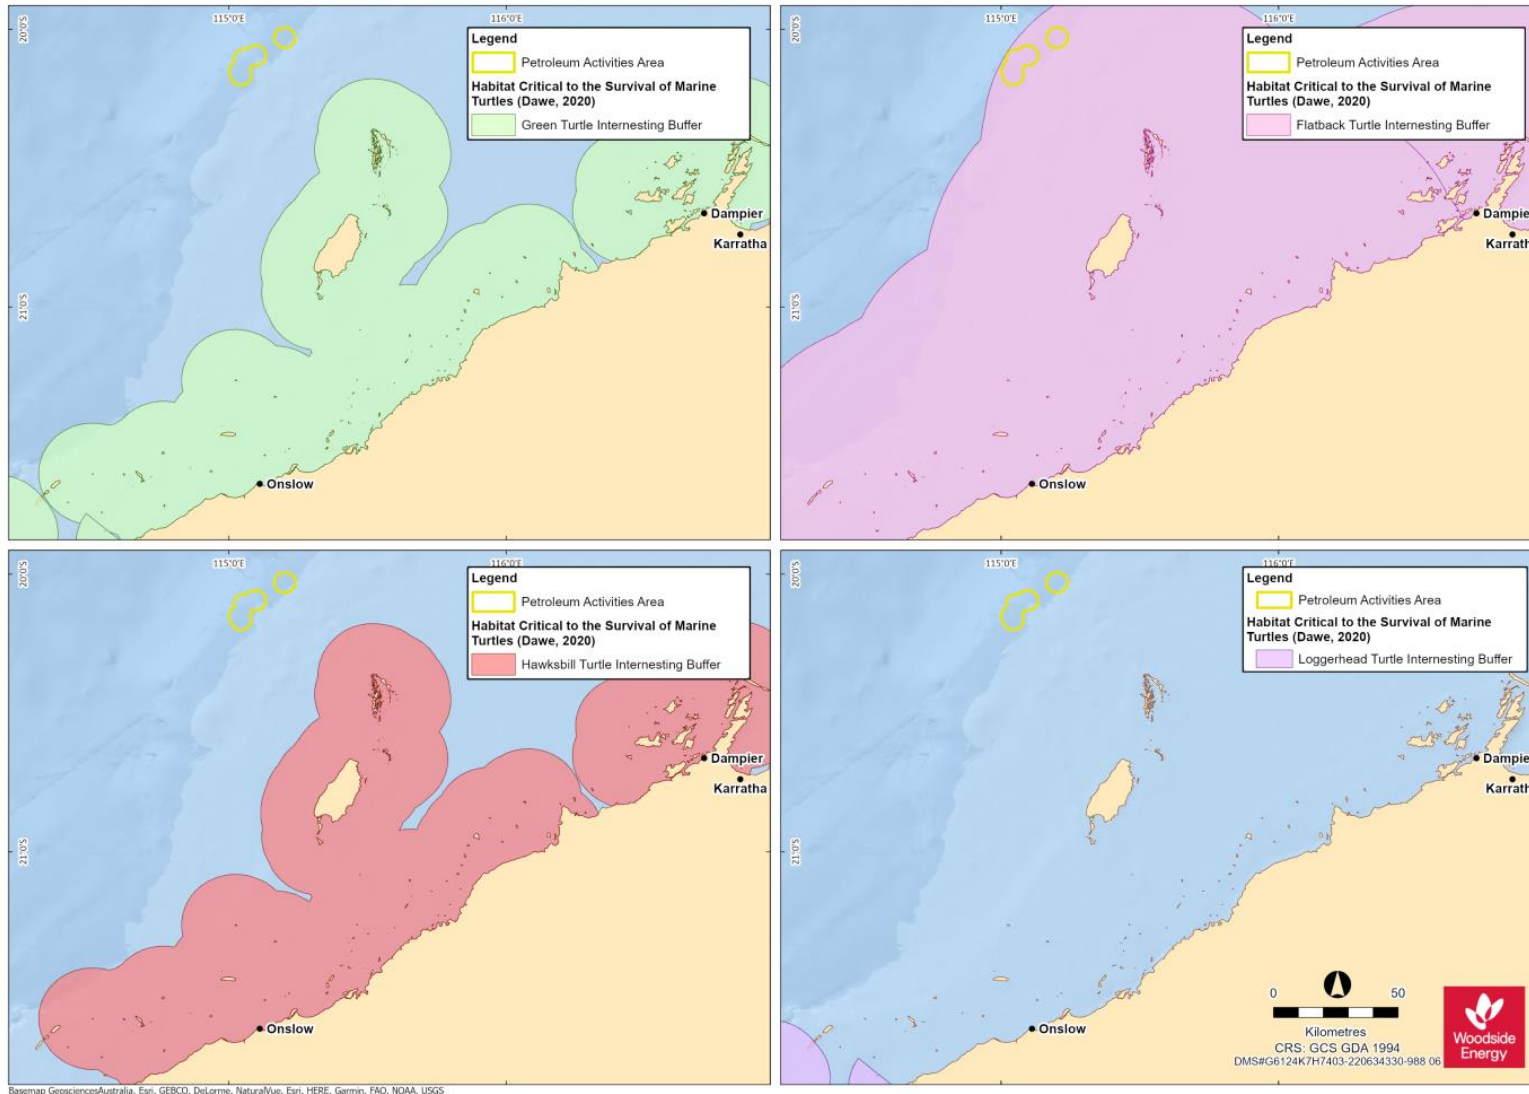 115°0'E
116°0'E
20°0'S
21°0'S
Legend
Petroleum Activities Area
Habitat Critical to the Survival of Marine
Turtles (Dawe, 2020)
Green Turtle Internesting Buffer
Dampier
Karratha
Onslow
115°0'E
116°0'E
20°0'S
21°0'S
Legend
Petroleum Activities Area
Habitat Critical to the Survival of Marine
Turtles (Dawe, 2020)
Flatback Turtle Internesting Buffer
Dampie
Karrath
Onslow
115°0'E
116°0'E
20°0'S
21°0'S
Legend
Petroleum Activities Area
Habitat Critical to the Survival of Marine
Turtles (Dawe, 2020)
Hawksbill Turtle Internesting Buffer
Dampier
Karratha
Onslow
115°0'E
116°0'E
20°0'S
21°0'S
Legend
Petroleum Activities Area
Habitat Critical to the Survival of Marine
Turtles (Dawe, 2020)
Loggerhead Turtle Internesting Buffer
Dampie
Karrath
Onslow
0 50
Kilometres
CRS: GCS GDA 1994
DMS#G6124K7H7403-220634330-988 06
Woodside
Energy
Basemap GeosciencesAustralia, Esri, GEBCO, DeLorme, NaturalVue, Esri, HERE, Garmin, FAO, NOAA, USGS